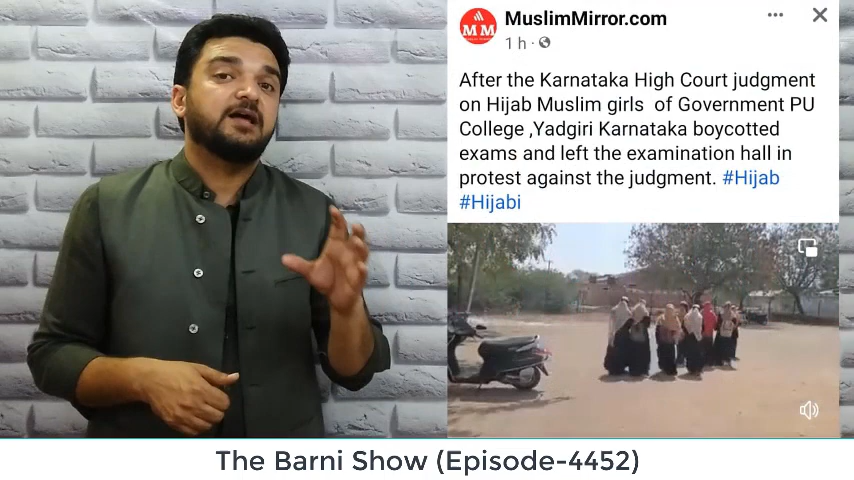 MM
MuslimMirror.com
1 h ·
After the Karnataka High Court judgment
on Hijab Muslim girls of Government PU
College ,Yadgiri Karnataka boycotted
exams and left the examination hall in
protest against the judgment. #Hijab
#Hijabi
The Barni Show (Episode-4452)